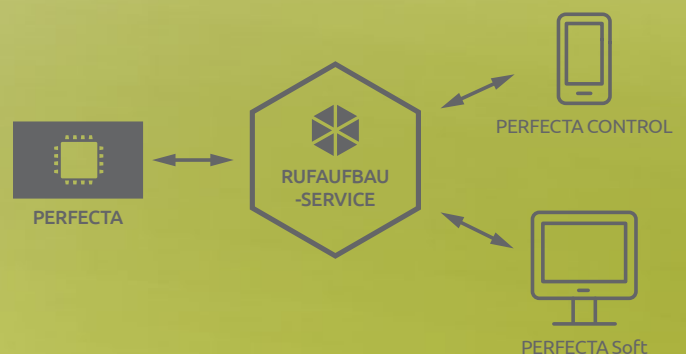 PERFECTA
RUFAUFBAU
-SERVICE
PERFECTA CONTROL
PERFECTA Soft